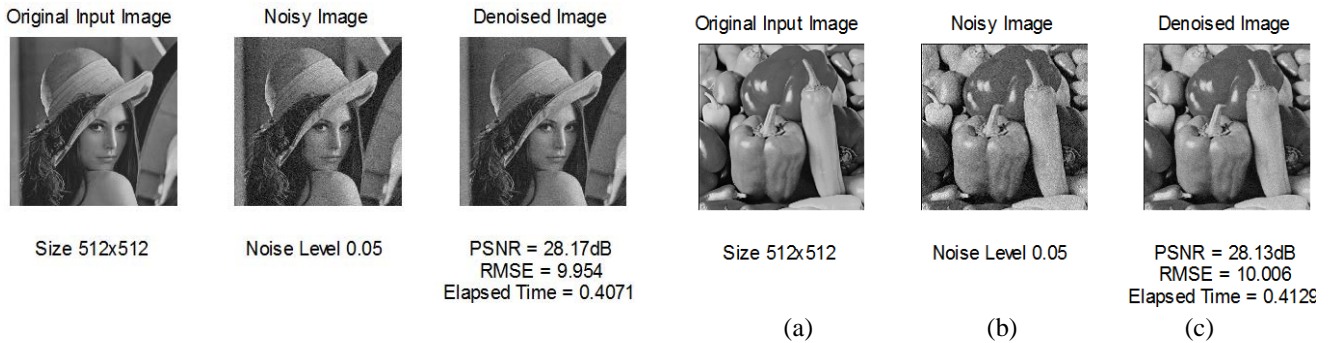 Original Input Image
Noisy Image
Denoised Image
Size 512x512
Noise Level 0.05
PSNR = 28.17dB
RMSE = 9.954
Elapsed Time = 0.4071
Original Input Image
Noisy Image
Denoised Image
Size 512x512
Noise Level 0.05
PSNR = 28.13dB
RMSE = 10.006
Elapsed Time = 0.4129
(a)
(b)
(c)